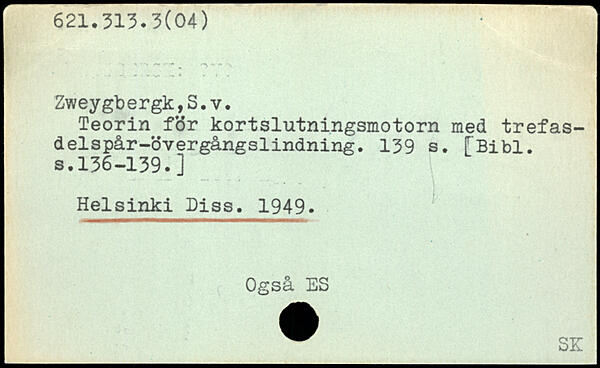 621.313.3(04)
Zweygbergk,S.v.
Teorin för kortslutningsmotorn med trefas-
delspår-övergångslindning. 139 s. [Bibl.
s.136-139.]
Helsinki Diss. 1949.
Også ES
SK